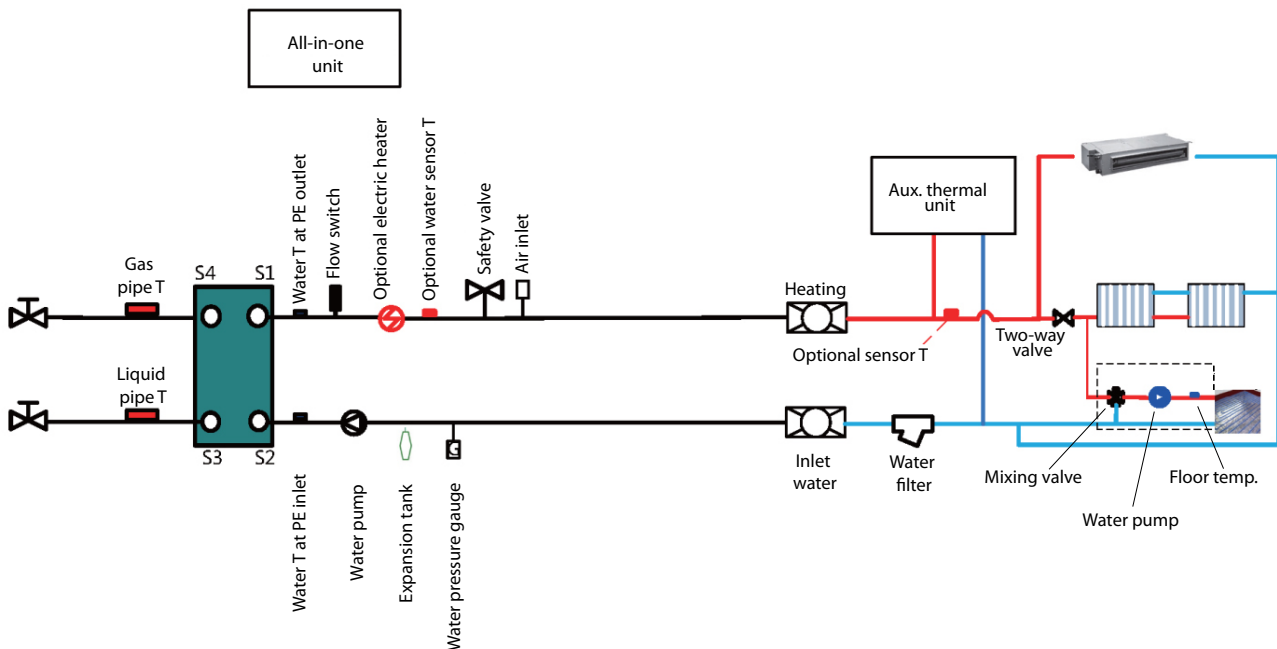 All-in-one
unit
Water T at PE outlet
Flow switch
Optional electric heater
Optional water sensor T
Safety valve
Air inlet
Aux. thermal
unit
Gas
pipe T
S4
S1
Heating
Optional sensor T
Two-way
valve
Liquid
pipe T
S3
S2
Water T at PE inlet
Water pump
Expansion tank
G
Water pressure gauge
Inlet
water
Water
filter
Mixing valve
Floor temp.
Water pump